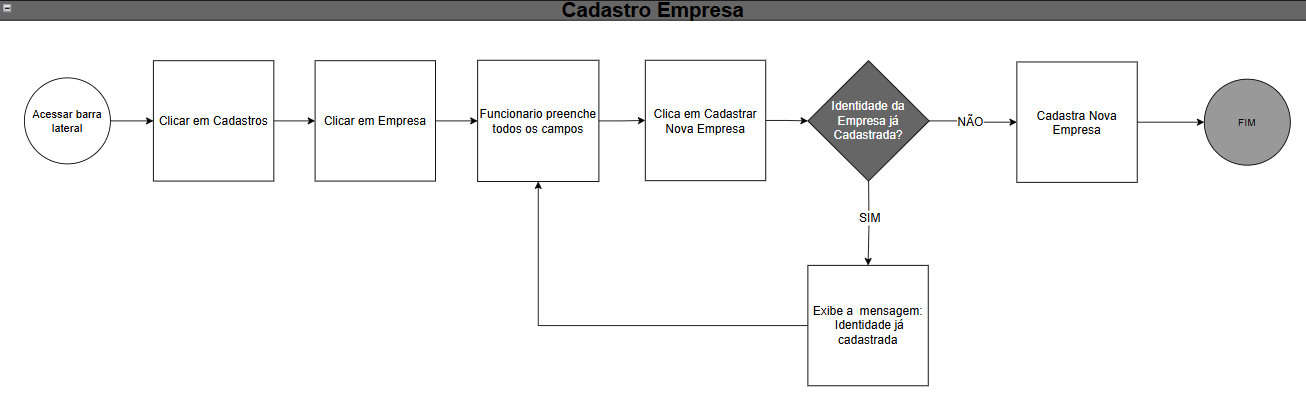 Cadastro Empresa
Acessar barra
lateral
Clicar em Cadastros
Clicar em Empresa
Funcionario preenche
todos os campos
Clica em Cadastrar
Nova Empresa
Identidade da
Empresa já
Cadastrada?
NÃO
Cadastra Nova
Empresa
FIM
SIM
Exibe a mensagem:
Identidade já
cadastrada